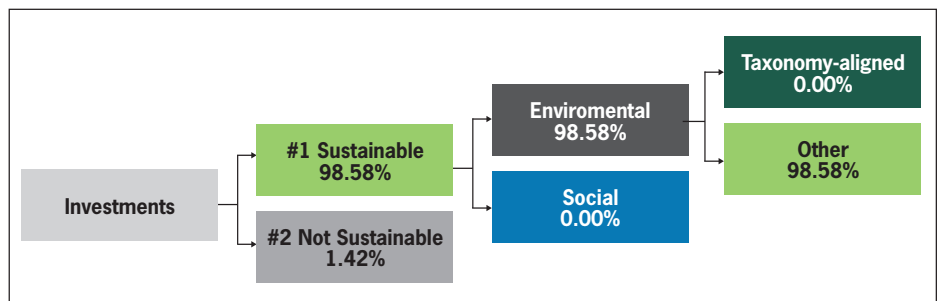 Investments
#1 Sustainable
98.58%
#2 Not Sustainable
1.42%
Enviromental
98.58%
Social
0.00%
Taxonomy-aligned
0.00%
Other
98.58%